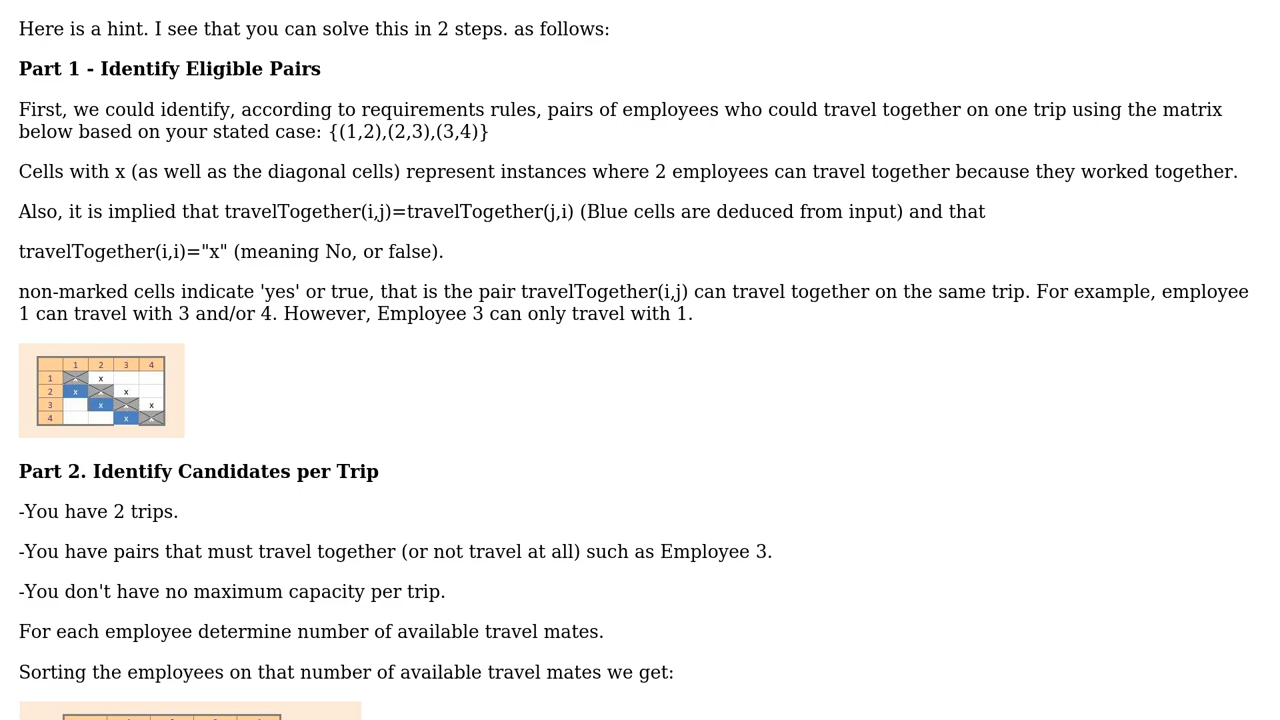 Here is a hint. I see that you can solve this in 2 steps. as follows:
Part 1 - Identify Eligible Pairs
First, we could identify, according to requirements rules, pairs of employees who could travel together on one trip using the matrix
below based on your stated case: {(1,2),(2,3),(3,4)}
Cells with x (as well as the diagonal cells) represent instances where 2 employees can travel together because they worked together.
Also, it is implied that travelTogether(i,j)=travelTogether(j,i) (Blue cells are deduced from input) and that
travelTogether(i,i)="x" (meaning No, or false).
non-marked cells indicate 'yes' or true, that is the pair travelTogether(i,j) can travel together on the same trip. For example, employee
1 can travel with 3 and/or 4. However, Employee 3 can only travel with 1.
1 2 3 4
1 x
2 x x
3 x x
4 x
Part 2. Identify Candidates per Trip
-You have 2 trips.
-You have pairs that must travel together (or not travel at all) such as Employee 3.
-You don't have no maximum capacity per trip.
For each employee determine number of available travel mates.
Sorting the employees on that number of available travel mates we get: